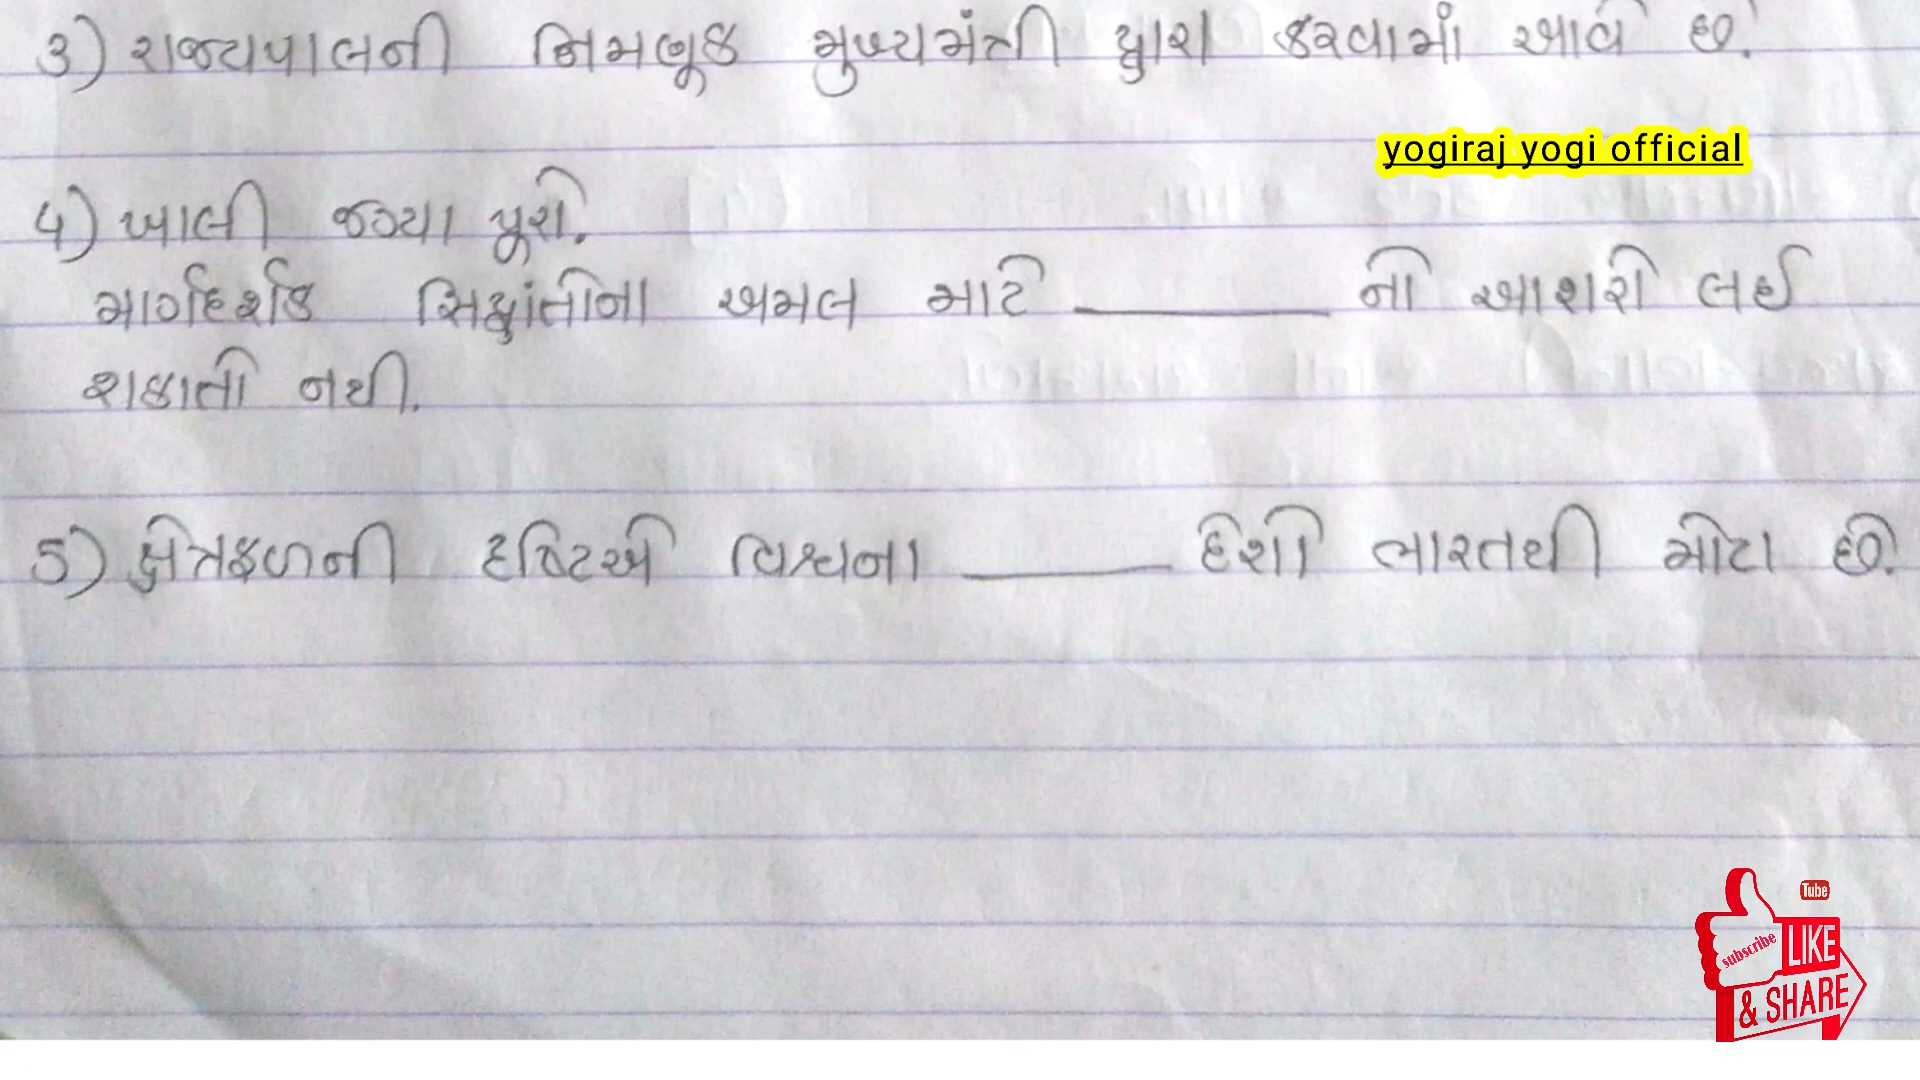 3) રાજ્યપાલની નિમણૂક મુખ્યમંત્રી દ્વારા કરવામાં આવે છે.
yogiraj yogi official
4) ખાલી જગ્યા પૂરો.
માર્ગદર્શક સિદ્ધાંતોના અમલ માટે ________ નો આશરો લઈ
શકાતો નથી.
5) ક્ષેત્રફળની દ્રષ્ટિએ વિશ્વના ________ દેશો ભારતથી મોટા છે.
Tube
subscribe LIKE
& SHARE